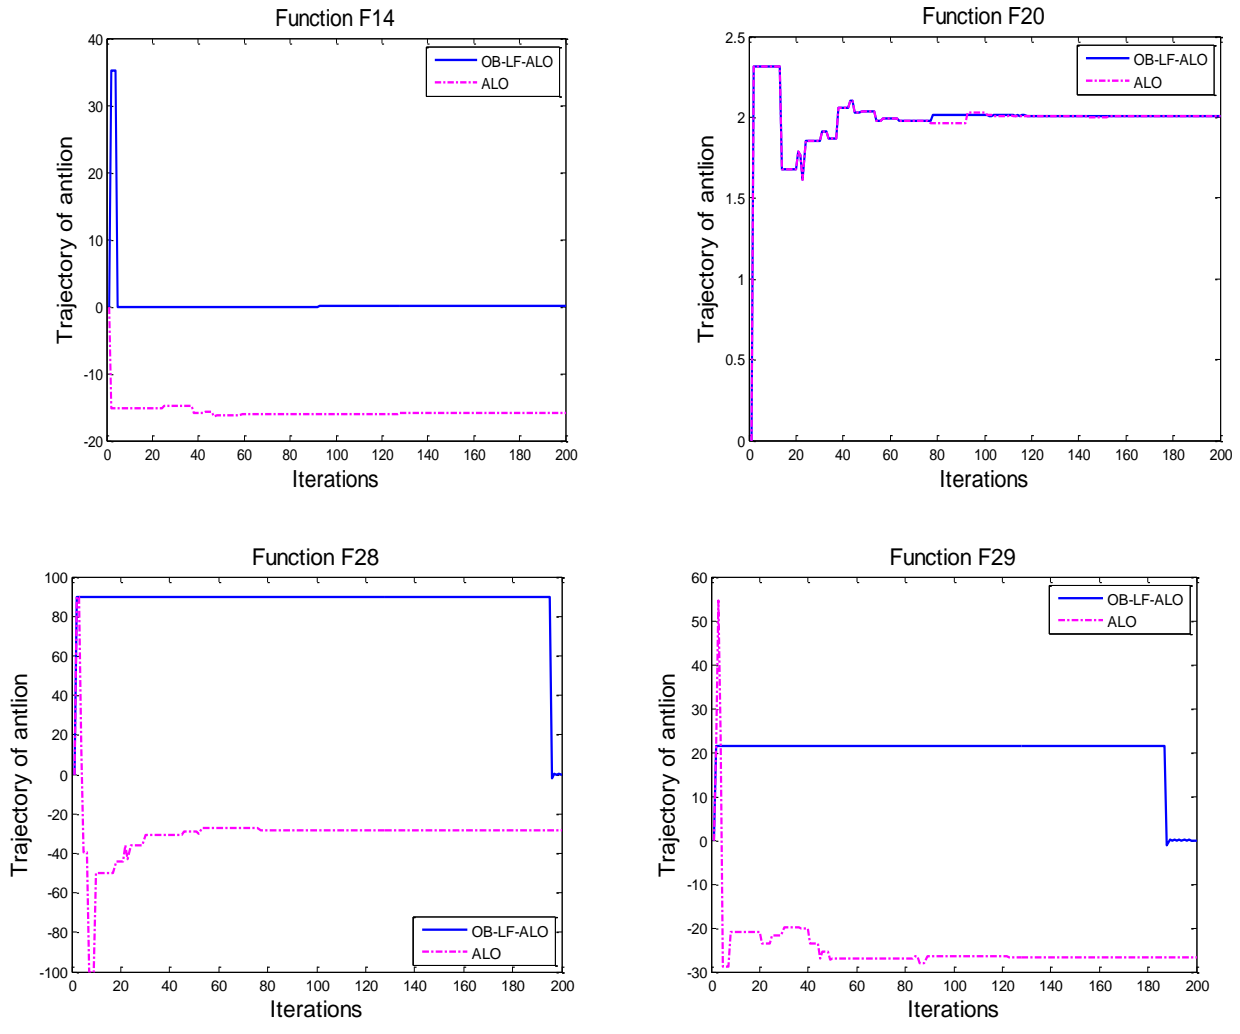 Function F14
Trajectory of antlion
40
30
20
10
0
-10
-20
0 20 40 60 80 100 120 140 160 180 200
Iterations
OB-LF-ALO
ALO
Function F20
Trajectory of antlion
2.5
2
1.5
1
0.5
0
0 20 40 60 80 100 120 140 160 180 200
Iterations
OB-LF-ALO
ALO
Function F28
Trajectory of antlion
100
80
60
40
20
0
-20
-40
-60
-80
-100
0 20 40 60 80 100 120 140 160 180 200
Iterations
OB-LF-ALO
ALO
Function F29
Trajectory of antlion
60
50
40
30
20
10
0
-10
-20
-30
0 20 40 60 80 100 120 140 160 180 200
Iterations
OB-LF-ALO
ALO